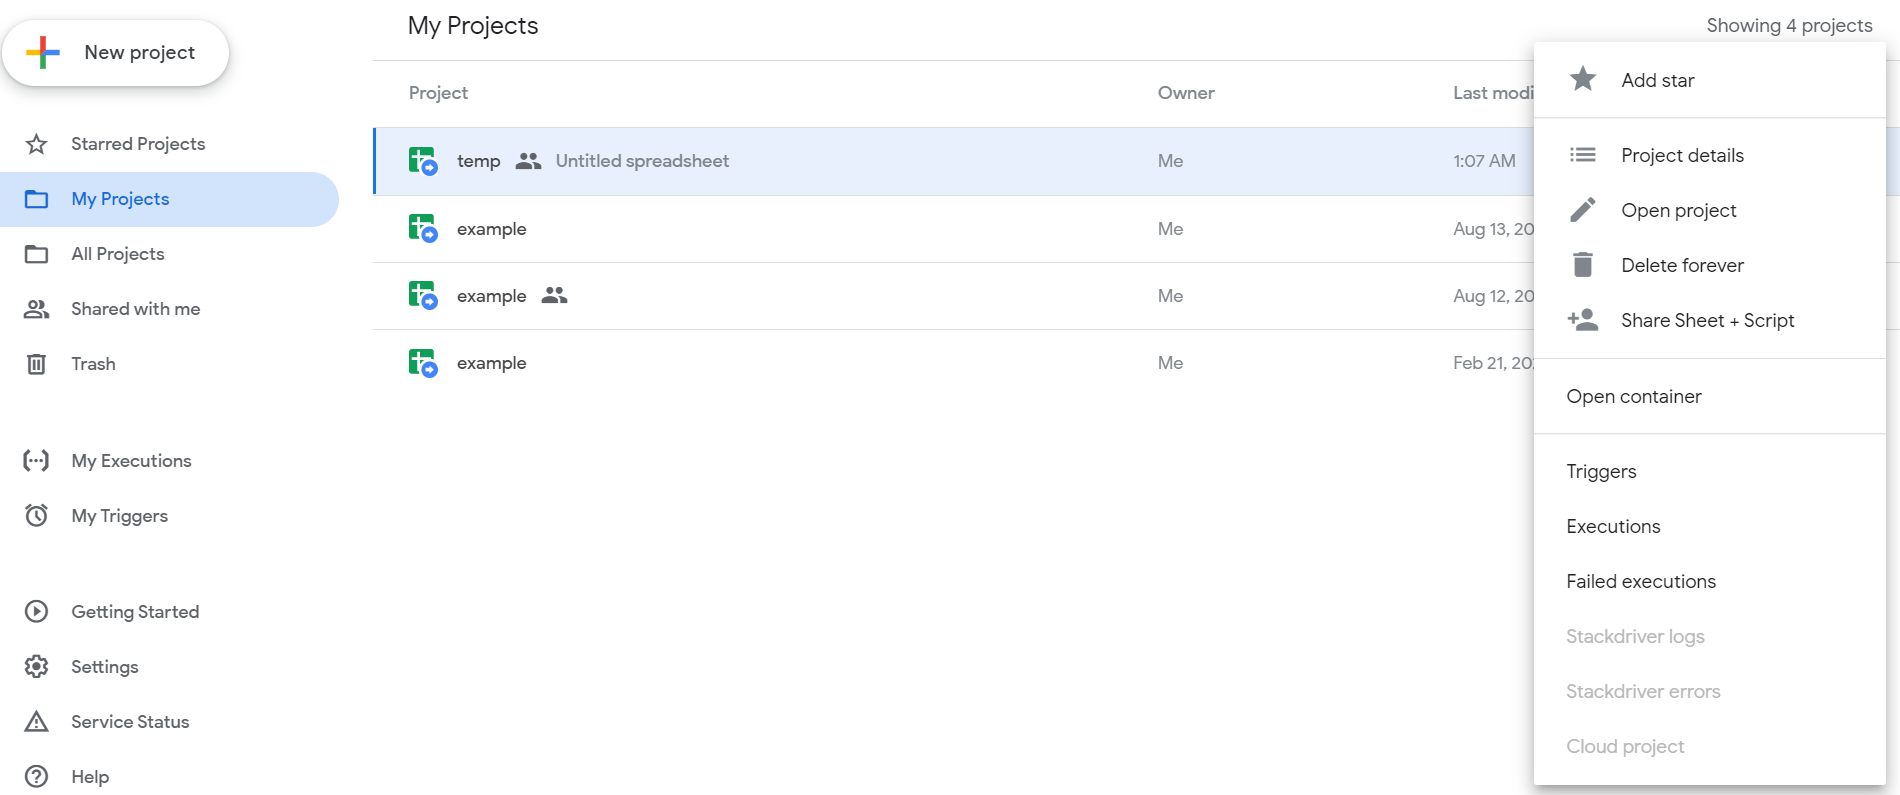 New project
Starred Projects
My Projects
All Projects
Shared with me
Trash
My Executions
My Triggers
Getting Started
Settings
Service Status
Help
My Projects
Showing 4 projects
Project Owner Last modi
temp Untitled spreadsheet Me 1:07 AM
example Me Aug 13, 20
example Me Aug 12, 20
example Me Feb 21, 20
Add star
Project details
Open project
Delete forever
Share Sheet + Script
Open container
Triggers
Executions
Failed executions
Stackdriver logs
Stackdriver errors
Cloud project